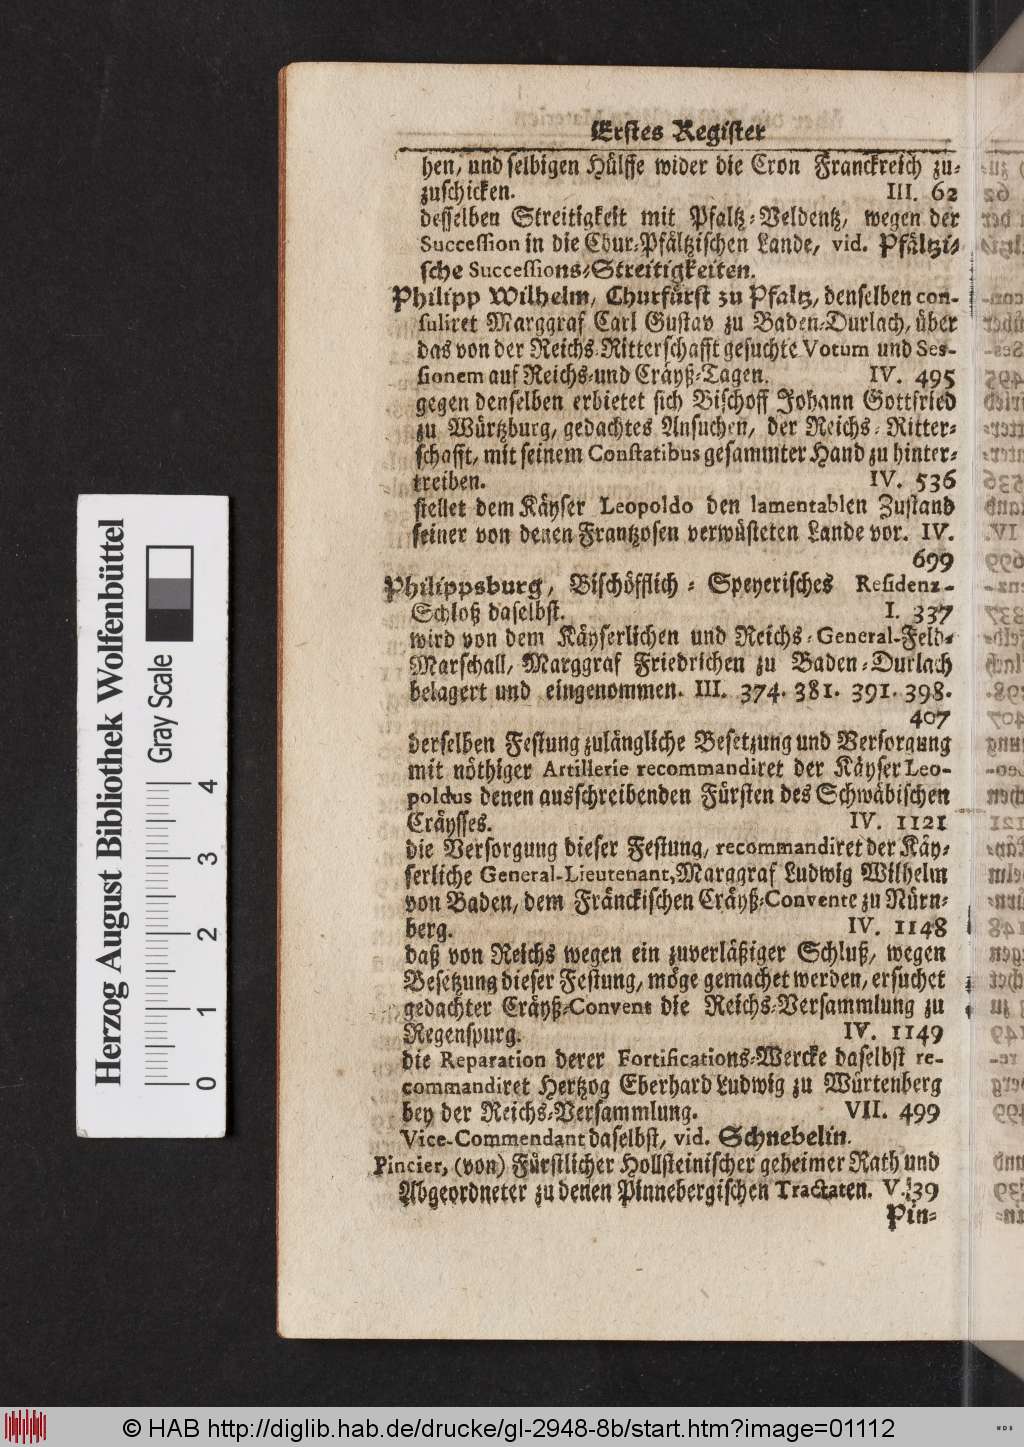 Erstes Register
hen, und selbigen Hülffe wider die Cron Franckreich zu-
zuschicken. III. 62
desselben Streitigkeit mit Pfaltz-Veldentz, wegen der
Succession in die Chur-Pfältzischen Lande, vid. Pfältzi-
sche Successions-Streitigkeiten.
Philipp Wilhelm, Churfürst zu Pfaltz, denselben con-
suliret Marggraf Carl Gustav zu Baden-Durlach, über
das von der Reichs-Ritterschafft gesuchte Votum und Ses-
sionem auf Reichs-und Cräyß-Tagen. IV. 495
gegen denselben erbietet sich Bischoff Johann Gottfried
zu Würtzburg, gedachtes Ansuchen, der Reichs-Ritter-
schafft, mit seinem Constatibus gesammter Hand zu hinter-
treiben. IV. 536
stellet dem Käyser Leopoldo den lamentablen Zustand
seiner von denen Frantzosen verwüsteten Lande vor. IV.
699
Philippsburg, Bischöfflich-Speyerisches Residenz-
Schloß daselbst. I. 337
wird von dem Käyserlichen und Reichs-General-Feld-
Marschall, Marggraf Friedrichen zu Baden-Durlach
belagert und eingenommen. III. 374. 381. 391. 398.
407
derselben Festung zulängliche Besetzung und Versorgung
mit nöthiger Artillerie recommandiret der Käyser Leo-
poldus denen ausschreibenden Fürsten des Schwäbischen
Cräysses. IV. 1121
die Versorgung dieser Festung, recommandiret der Käy-
serliche General-Lieutenant, Marggraf Ludwig Wilhelm
von Baden, dem Fränckischen Cräyß-Convente zu Nürn-
berg. IV. 1148
daß von Reichs wegen ein zuverläßiger Schluß, wegen
Besetzung dieser Festung, möge gemachet werden, ersuchet
gedachter Cräyß-Convent die Reichs-Versammlung zu
Regenspurg. IV. 1149
die Reparation derer Fortifications-Wercke daselbst re-
commandiret Hertzog Eberhard Ludwig zu Würtenberg
bey der Reichs-Versammlung. VII. 499
Vice-Commendant daselbst, vid. Schnebelin.
Pincier, (von) Fürstlicher Hollsteinischer geheimer Rath und
Abgeordneter zu denen Pinnebergischen Tractaten. V. 39
Pin-
Herzog August Bibliothek Wolfenbüttel
Gray Scale
0 1 2 3 4
© HAB http://diglib.hab.de/drucke/gl-2948-8b/start.htm?image=01112